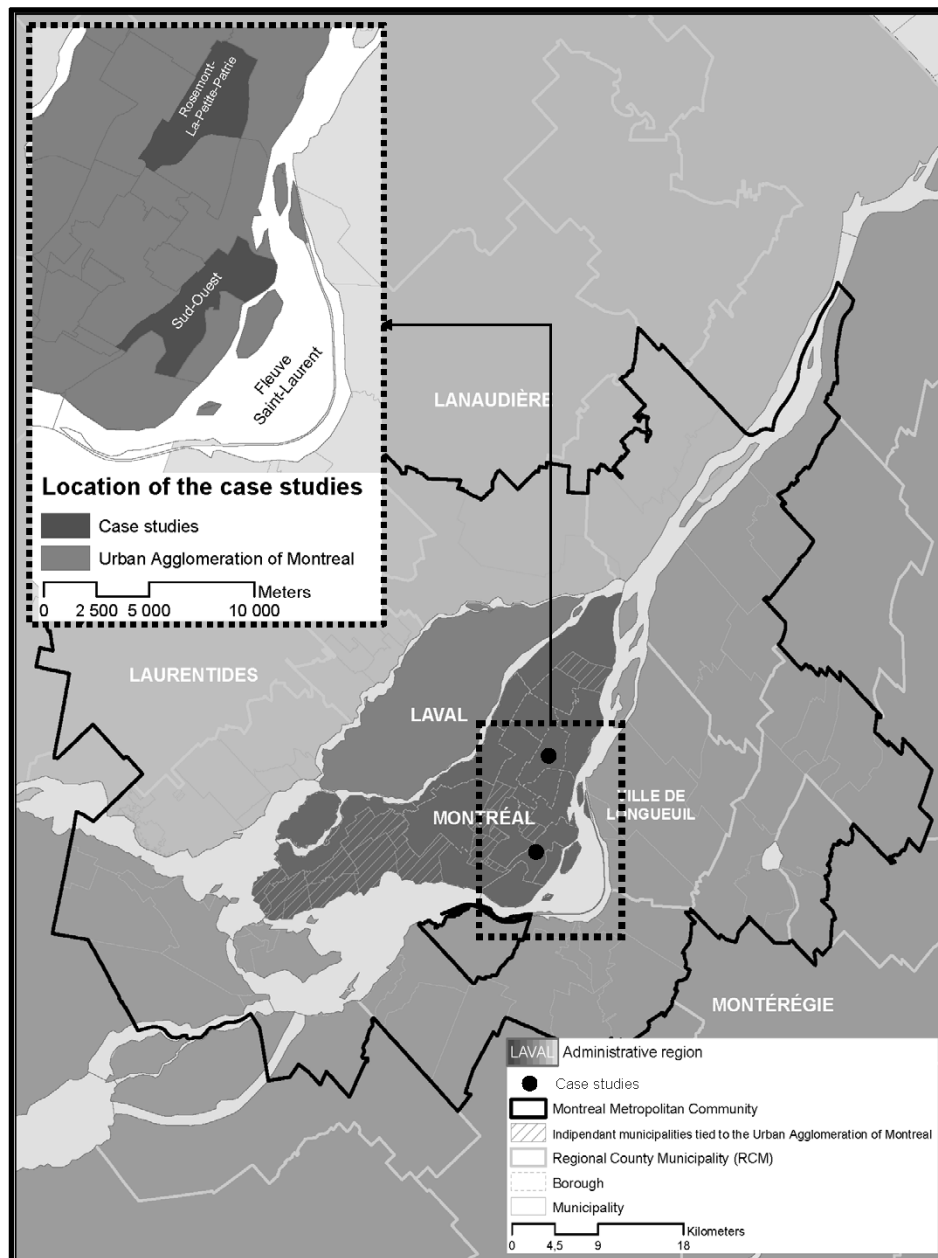 Rosemont-
La-Petite-Patrie
Sud-Ouest
Fleuve
Saint-Laurent
Location of the case studies
Case studies
Urban Agglomeration of Montreal
Meters
0 2 500 5 000 10 000
LANAUDIÈRE
LAURENTIDES
LAVAL
MONTRÉAL
ILLE DE
LONGUEUIL
MONTÉRÉGIE
LAVAL Administrative region
Case studies
Montreal Metropolitan Community
Indipendant municipalities tied to the Urban Agglomeration of Montreal
Regional County Municipality (RCM)
Borough
Municipality
Kilometers
0 4,5 9 18